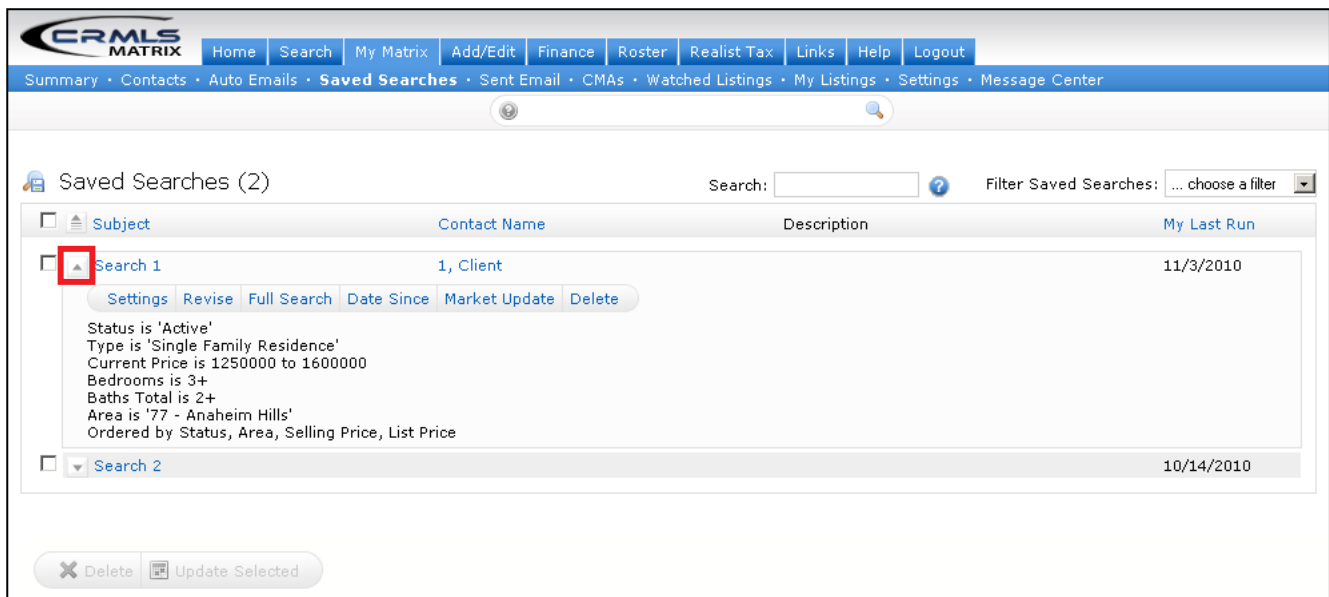 CRMLS
MATRIX
Home Search My Matrix Add/Edit Finance Roster Realist Tax Links Help Logout
Summary · Contacts · Auto Emails · Saved Searches · Sent Email · CMAs · Watched Listings · My Listings · Settings · Message Center
Saved Searches (2) Search: Filter Saved Searches: ... choose a filter
Subject Contact Name Description My Last Run
Search 1 1, Client 11/3/2010
Settings Revise Full Search Date Since Market Update Delete
Status is 'Active'
Type is 'Single Family Residence'
Current Price is 1250000 to 1600000
Bedrooms is 3+
Baths Total is 2+
Area is '77 - Anaheim Hills'
Ordered by Status, Area, Selling Price, List Price
Search 2 10/14/2010
Delete Update Selected